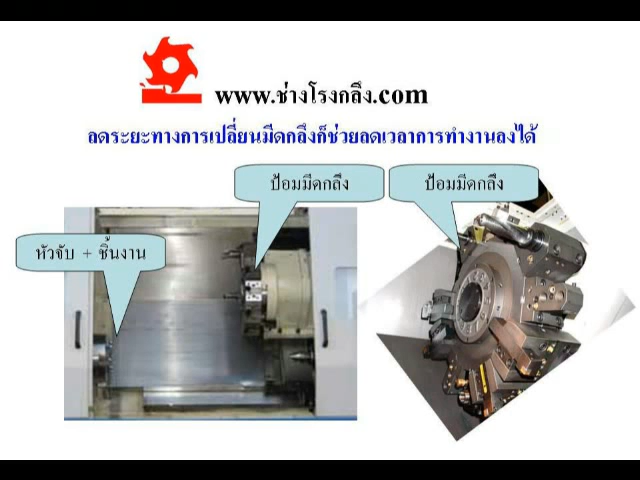 www.ช่างโรงกลึง.com
ลดระยะทางการเปลี่ยนมีดกลึงก็ช่วยลดเวลาการทำงานลงได้
ป้อมมีดกลึง
ป้อมมีดกลึง
หัวจับ + ชิ้นงาน